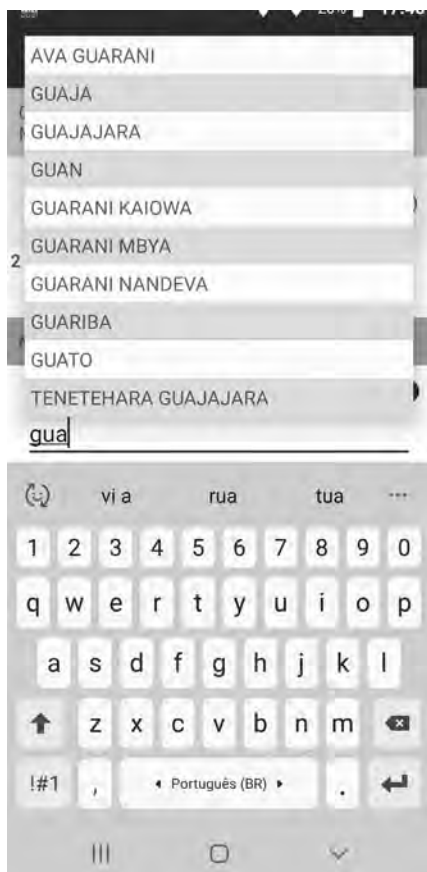 AVA GUARANI
GUAJA
GUAJAJARA
GUAN
GUARANI KAIOWA
GUARANI MBYA
2
GUARANI NANDEVA
GUARIBA
GUATO
TENETEHARA GUAJAJARA
gua
vi a rua tua ...
1 2 3 4 5 6 7 8 9 0
q w e r t y u i o p
a s d f g h j k l
z x c v b n m
!#1 , Português (BR) .